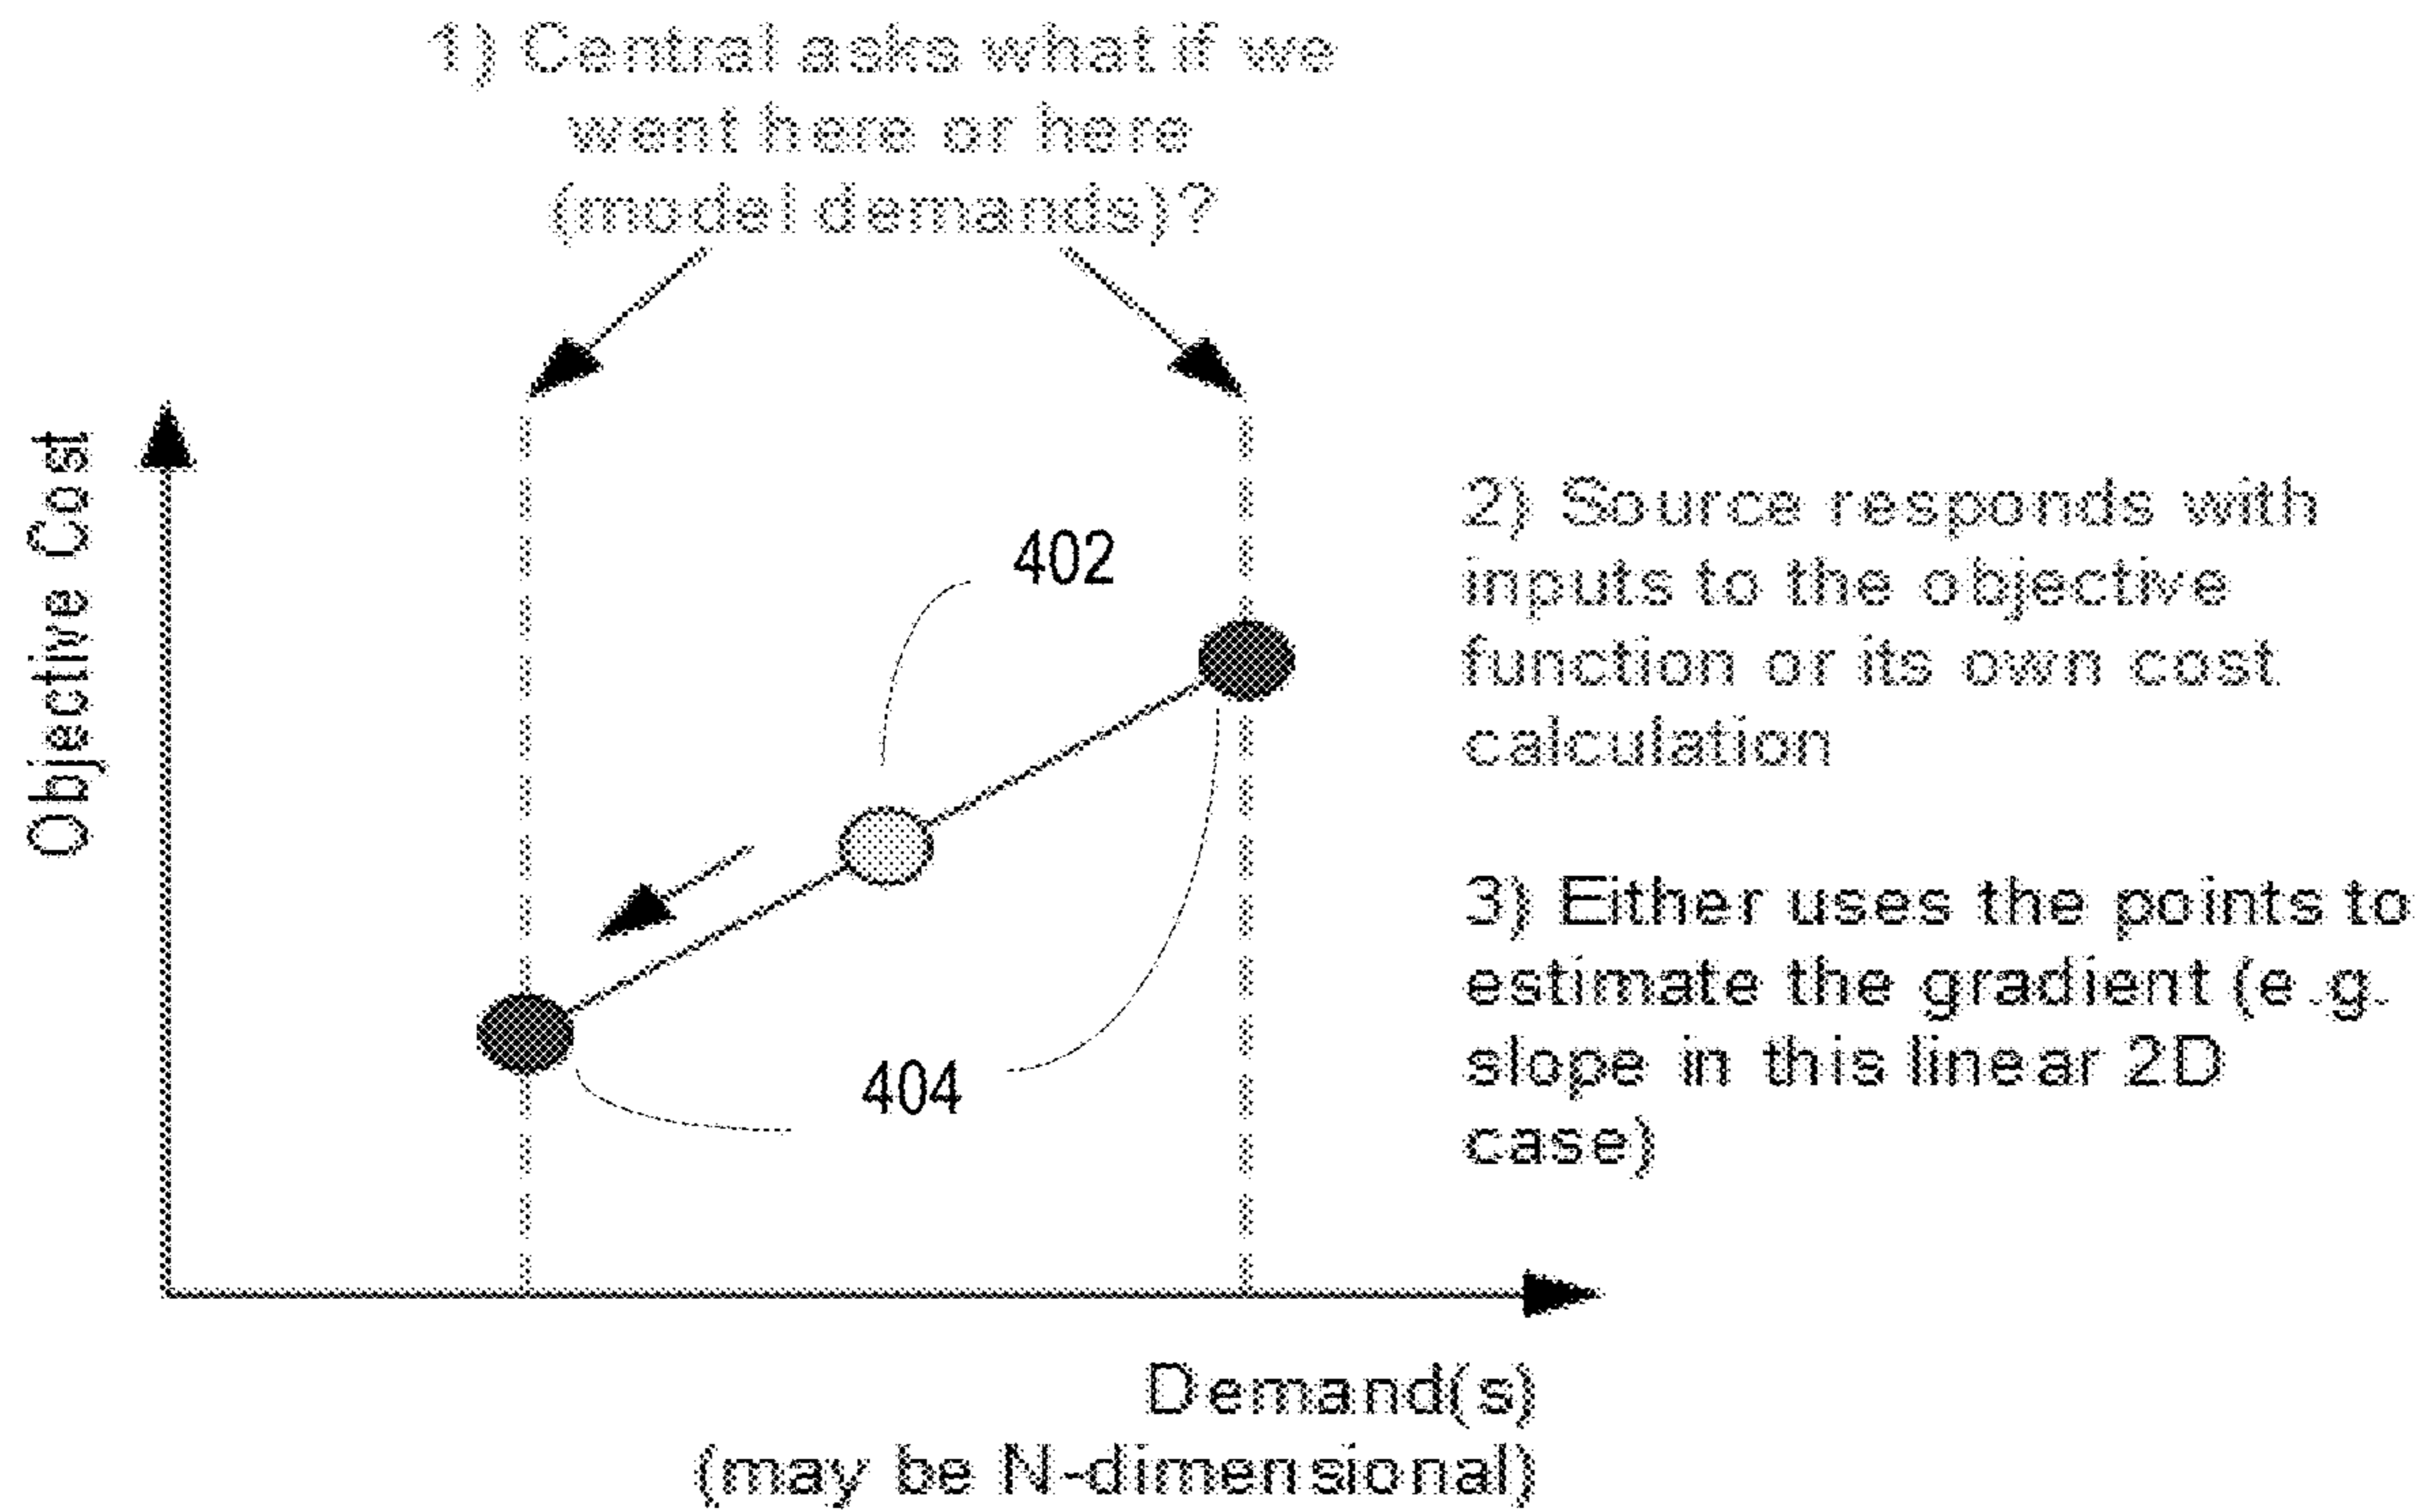 1) Central asks what if we
went here or here
(model demands)?
Objective Cost
402
404
2) Source responds with
inputs to the objective
function or its own cost
calculation
3) Either uses the points to
estimate the gradient (e.g.
slope in this linear 2D
case)
Demand(s)
(may be N-dimensional)